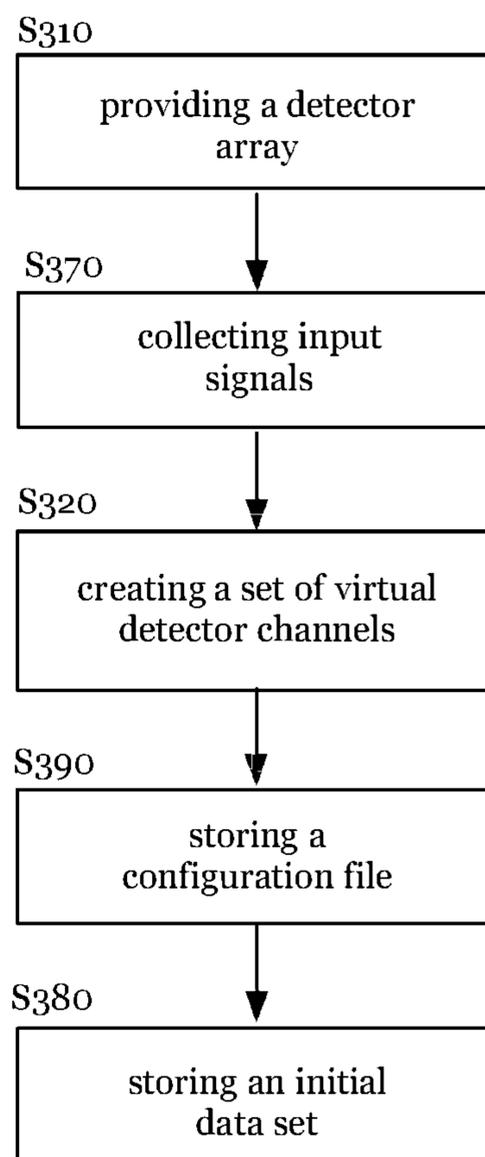 S310
providing a detector
array
S370
collecting input
signals
S320
creating a set of virtual
detector channels
S390
storing a
configuration file
S380
storing an initial
data set